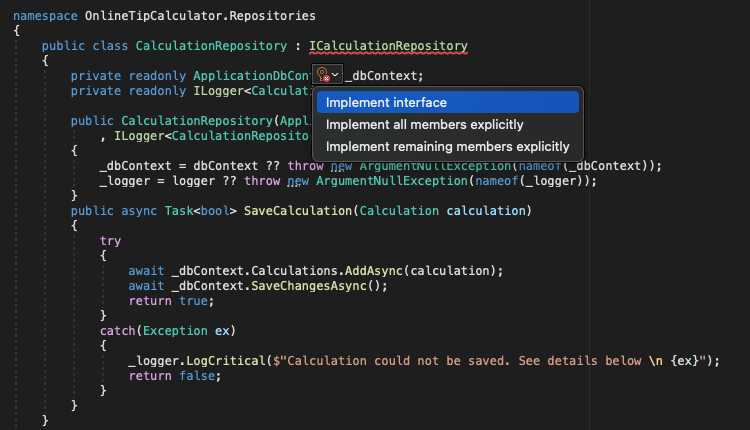 namespace OnlineTipCalculator.Repositories
{
public class CalculationRepository : ICalculationRepository
{
private readonly ApplicationDbCon _dbContext;
private readonly ILogger<Calculat
Implement interface
Implement all members explicitly
Implement remaining members explicitly
public CalculationRepository(Appl
, ILogger<CalculationReposito
{
_dbContext = dbContext ?? throw new ArgumentNullException(nameof(_dbContext));
_logger = logger ?? throw new ArgumentNullException(nameof(_logger));
}
public async Task<bool> SaveCalculation(Calculation calculation)
{
try
{
await _dbContext.Calculations.AddAsync(calculation);
await _dbContext.SaveChangesAsync();
return true;
}
catch(Exception ex)
{
_logger.LogCritical($"Calculation could not be saved. See details below \n {ex}");
return false;
}
}
}